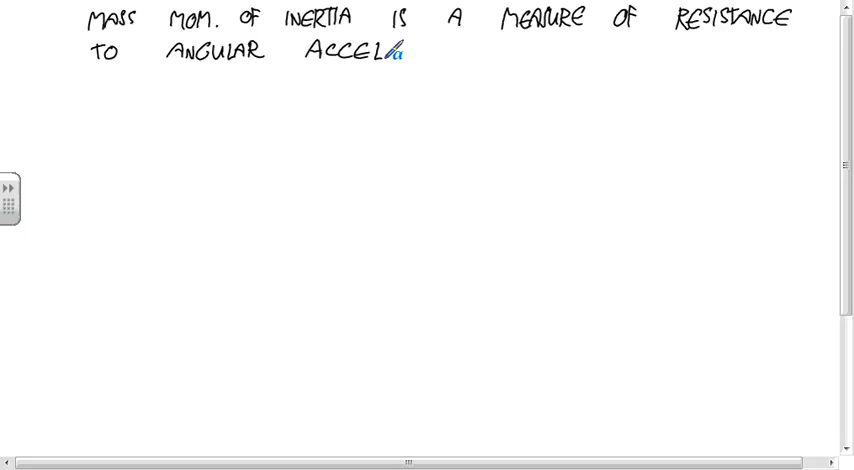 MASS MOM. OF INERTIA IS A MEASURE OF RESISTANCE
TO ANGULAR ACCEL